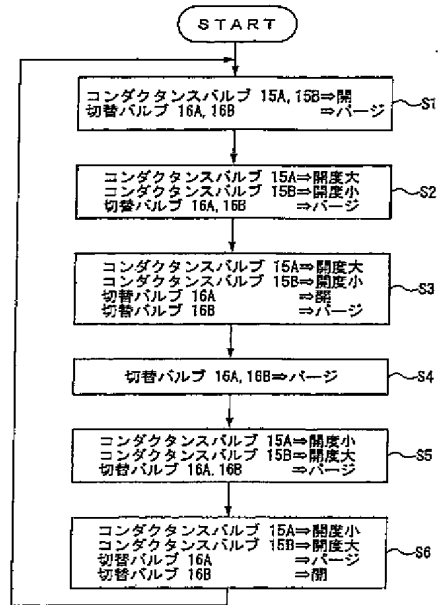 START
コンダクタンスバルブ 15A,15B⇒開
切替バルブ 16A,16B ⇒パージ
S1
コンダクタンスバルブ 15A⇒開度大
コンダクタンスバルブ 15B⇒開度小
切替バルブ 16A,16B ⇒パージ
S2
コンダクタンスバルブ 15A⇒開度大
コンダクタンスバルブ 15B⇒開度小
切替バルブ 16A ⇒開
切替バルブ 16B ⇒パージ
S3
切替バルブ 16A,16B⇒パージ
S4
コンダクタンスバルブ 15A⇒開度小
コンダクタンスバルブ 15B⇒開度大
切替バルブ 16A,16B ⇒パージ
S5
コンダクタンスバルブ 15A⇒開度小
コンダクタンスバルブ 15B⇒開度大
切替バルブ 16A ⇒パージ
切替バルブ 16B ⇒開
S6